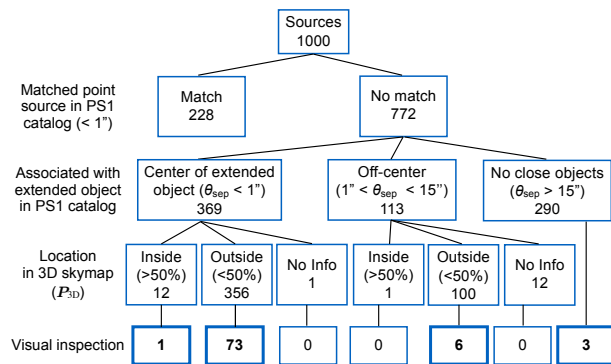 Sources
1000
Matched point
source in PS1
catalog (< 1")
Match
228
No match
772
Associated with
extended object
in PS1 catalog
Center of extended
object (θsep < 1")
369
Off-center
(1" < θsep < 15")
113
No close objects
(θsep > 15")
290
Location
in 3D skymap
(P3D)
Inside
(>50%)
12
Outside
(<50%)
356
No Info
1
Inside
(>50%)
1
Outside
(<50%)
100
No Info
12
Visual inspection
1
73
0
0
6
0
3